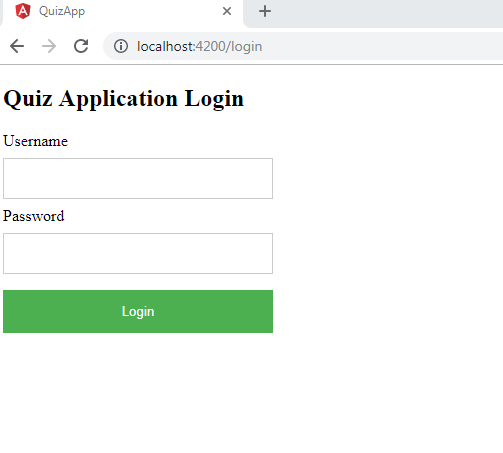 QuizApp
localhost:4200/login
Quiz Application Login
Username
Password
Login